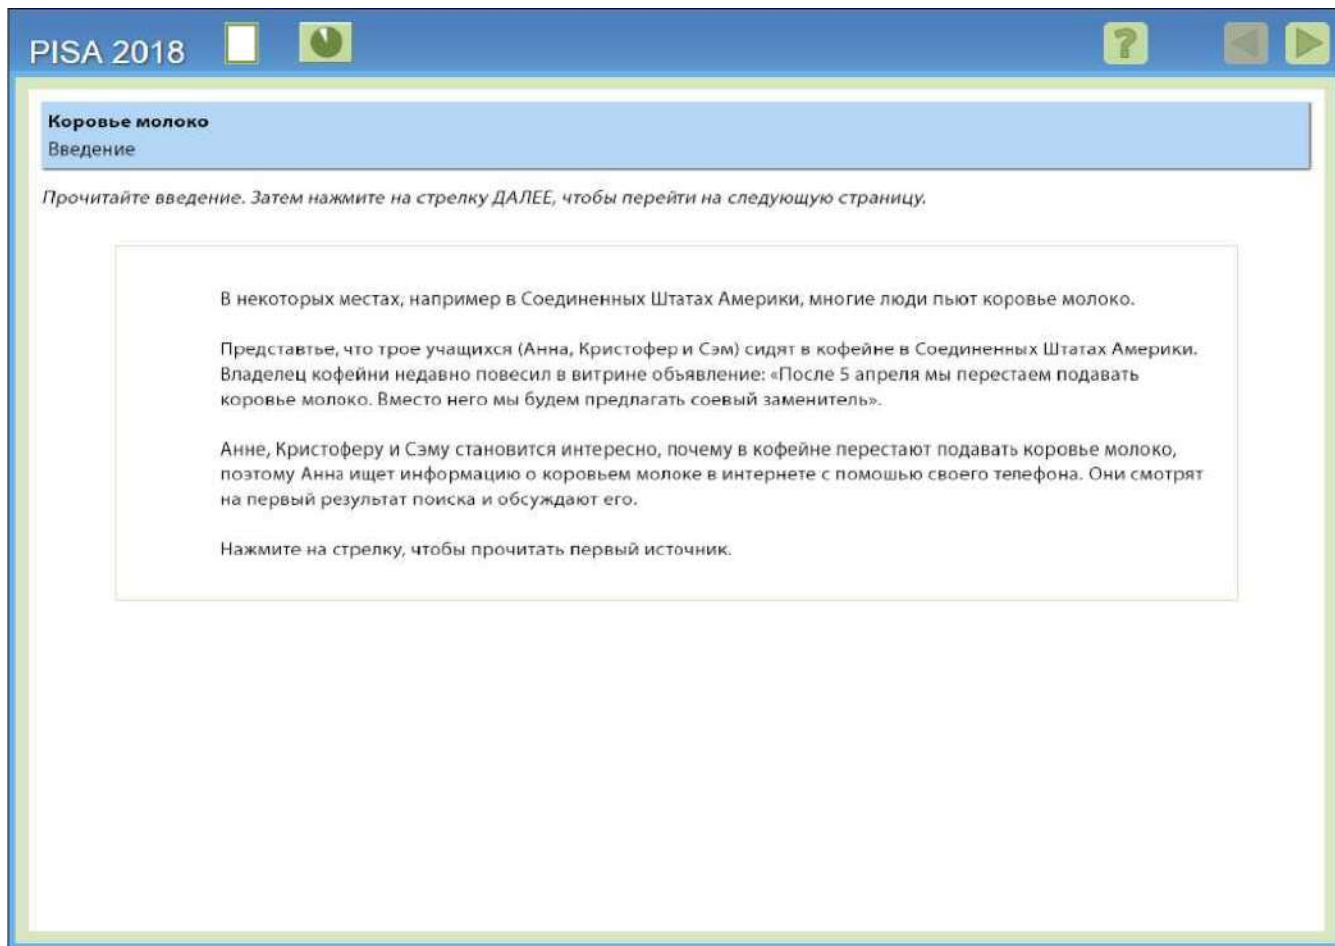 PISA 2018
?
Коровье молоко
Введение
Прочитайте введение. Затем нажмите на стрелку ДАЛЕЕ, чтобы перейти на следующую страницу.
В некоторых местах, например в Соединенных Штатах Америки, многие люди пьют коровье молоко.
Представтье, что трое учащихся (Анна, Кристофер и Сэм) сидят в кофейне в Соединенных Штатах Америки.
Владелец кофейни недавно повесил в витрине объявление: «После 5 апреля мы перестаем подавать
коровье молоко. Вместо него мы будем предлагать соевый заменитель».
Анне, Кристоферу и Сэму становится интересно, почему в кофейне перестают подавать коровье молоко,
поэтому Анна ищет информацию о коровьем молоке в интернете с помошью своего телефона. Они смотрят
на первый результат поиска и обсуждают его.
Нажмите на стрелку, чтобы прочитать первый источник.